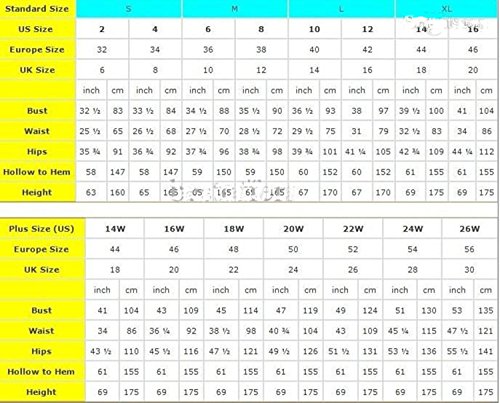 Standard Size S M L XL
US Size 2 4 6 8 10 12 14 16
Europe Size 32 34 36 38 40 42 44 46
UK Size 6 8 10 12 14 16 18 20
inch cm inch cm inch cm inch cm inch cm inch cm inch cm inch cm
Bust 32 ½ 83 33 ½ 84 34 ½ 88 35 ½ 90 36 ½ 93 38 97 39 ½ 100 41 104
Waist 25 ½ 65 26 ½ 68 27 ½ 70 28 ½ 72 29 ½ 75 31 79 32 ½ 83 34 86
Hips 35 ¾ 91 36 ¾ 92 37 ¾ 96 38 ¾ 98 39 ¾ 101 41 ¼ 105 42 ¾ 109 44 ¼ 112
Hollow to Hem 58 147 58 147 59 150 59 150 60 152 60 152 61 155 61 155
Height 63 160 65 165 65 165 65 165 67 170 67 170 69 175 69 175
Plus Size (US) 14W 16W 18W 20W 22W 24W 26W
Europe Size 44 46 48 50 52 54 56
UK Size 18 20 22 24 26 28 30
inch cm inch cm inch cm inch cm inch cm inch cm inch cm
Bust 41 104 43 109 45 114 47 119 49 124 51 130 53 135
Waist 34 86 36 ¼ 92 38 ½ 98 40 ¾ 104 43 109 45 ¼ 115 47 ½ 121
Hips 43 ½ 110 45 ½ 116 47 ½ 121 49 ½ 126 51 ½ 131 53 ½ 136 55 ½ 141
Hollow to Hem 61 155 61 155 61 155 61 155 61 155 61 155 61 155
Height 69 175 69 175 69 175 69 175 69 175 69 175 69 175